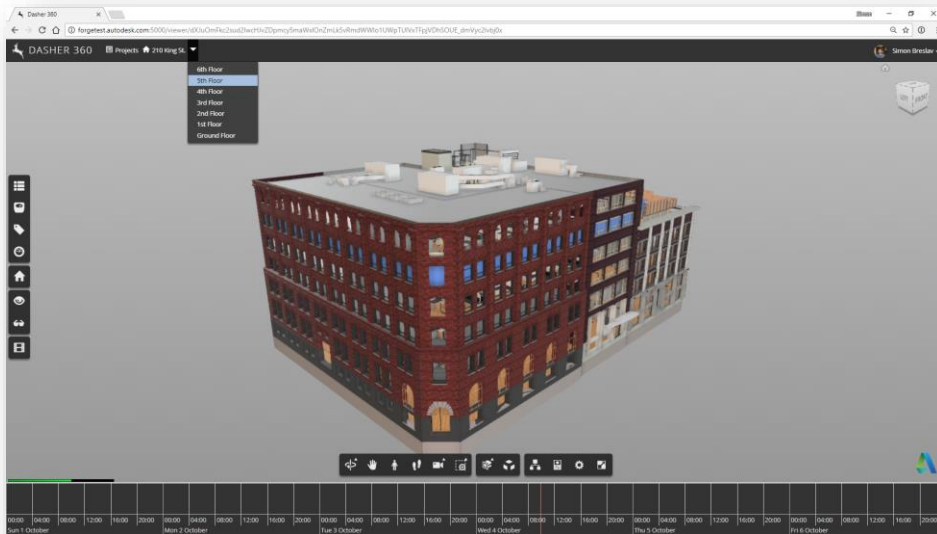 Dasher 360
forgetest.autodesk.com:5000/viewer/
DASHER 360 Projects 210 King St. Simon Breslav
6th Floor
5th Floor
4th Floor
3rd Floor
2nd Floor
1st Floor
Ground Floor
00:00 04:00 08:00 12:00 16:00 20:00 00:00 04:00 08:00 12:00 16:00 20:00 00:00 04:00 08:00 12:00 16:00 20:00 00:00 04:00 08:00 12:00 16:00 20:00 00:00 04:00 08:00 12:00 16:00 20:00 00:00 04:00 08:00 12:00 16:00 20:00
Sun 1 October Mon 2 October Tue 3 October Wed 4 October Thu 5 October Fri 6 October